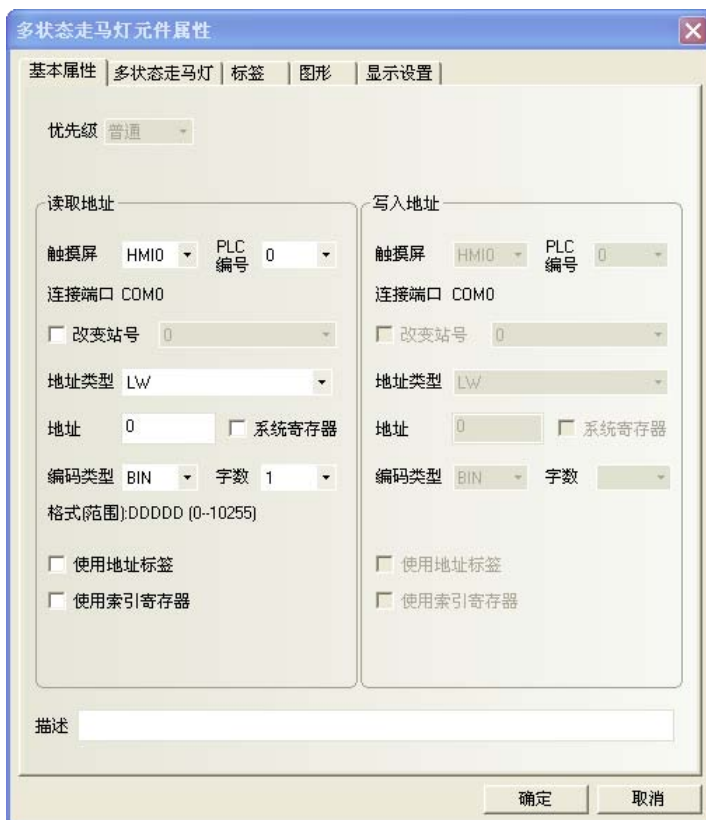 多状态走马灯元件属性
基本属性 多状态走马灯 标签 图形 显示设置
优先级 普通
读取地址
触摸屏 HMI0 PLC编号 0
连接端口 COM0
改变站号 0
地址类型 LW
地址 0 系统寄存器
编码类型 BIN 字数 1
格式(范围):DDDDD (0--10255)
使用地址标签
使用索引寄存器
写入地址
触摸屏 HMI0 PLC编号 0
连接端口 COM0
改变站号 0
地址类型 LW
地址 0 系统寄存器
编码类型 BIN 字数
使用地址标签
使用索引寄存器
描述
确定 取消